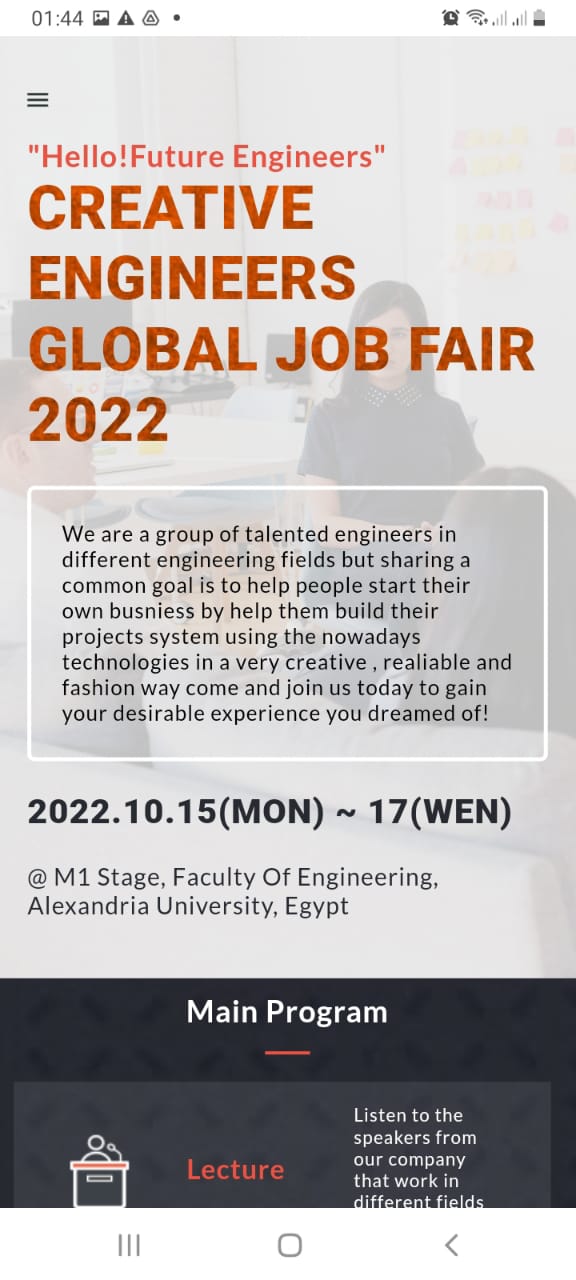 01:44
"Hello!Future Engineers"
CREATIVE
ENGINEERS
GLOBAL JOB FAIR
2022
We are a group of talented engineers in
different engineering fields but sharing a
common goal is to help people start their
own busniess by help them build their
projects system using the nowadays
technologies in a very creative , realiable and
fashion way come and join us today to gain
your desirable experience you dreamed of!
2022.10.15(MON) ~ 17(WEN)
@ M1 Stage, Faculty Of Engineering,
Alexandria University, Egypt
Main Program
Lecture
Listen to the
speakers from
our company
that work in
different fields